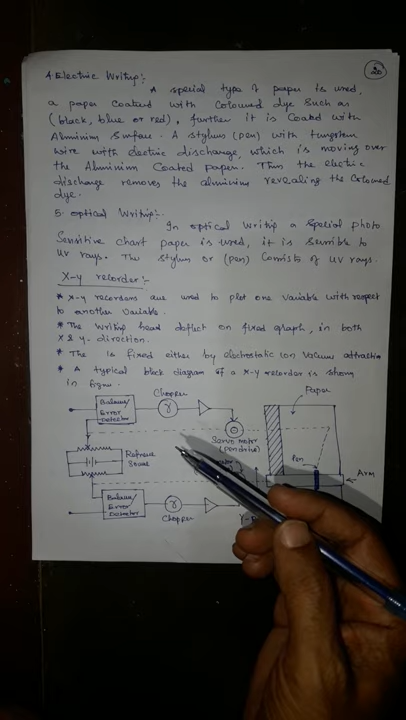 20
4. Electric Writing:-
A special type of paper is used,
a paper coated with coloured dye such as
(black, blue or red), further it is coated with
Alminium Surface. A stylus (pen) with tungsten
wire with electric discharge, which is moving over
the Alminium Coated paper. Thus the electric
discharge removes the alminium revealing the Coloured
dye.
5. optical Writing:-
In optical Writing a Special photo
Sensitive chart paper is used, it is sensible to
UV rays. The Stylus or (pen) Consists of UV rays.
X-y recorder:-
* X-y recorders are used to plot one Variable with respect
to another Variable.
* The writing head deflect on fixed graph, in both
X & y- direction.
* The is fixed either by electrostatic ion Vacuum attraction
* A typical block diagram of a X-y recorder is shown
in figure.
Chopper
Paper
Balance/
Error
Detector
Servo motor
(pen drive)
Reference
Source
Pen
Arm
Balance/
Error
Detector
Chopper